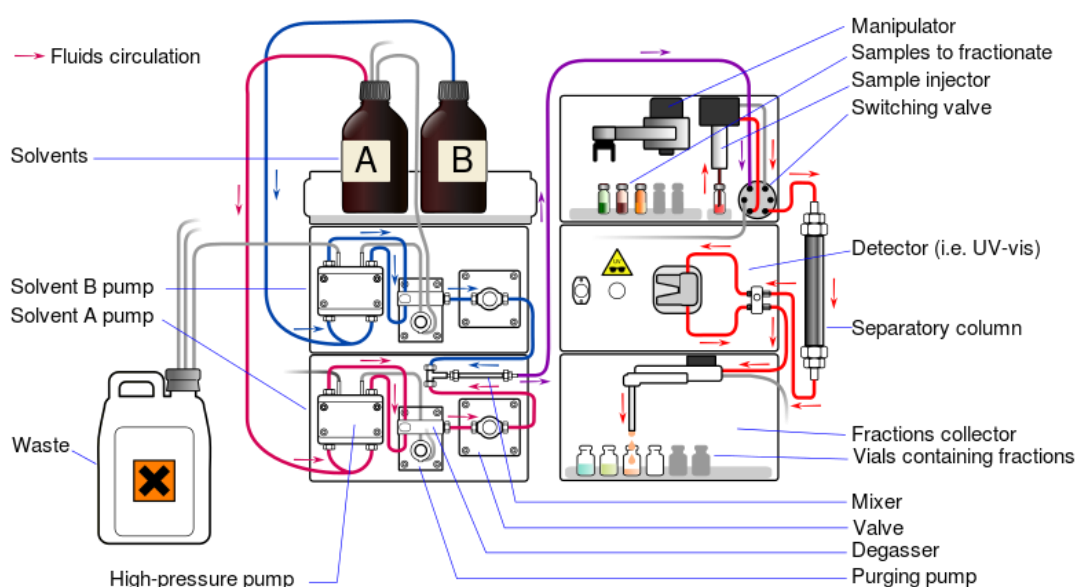 Fluids circulation
Solvents
A
B
Solvent B pump
Solvent A pump
Waste
High-pressure pump
Manipulator
Samples to fractionate
Sample injector
Switching valve
UV
Detector (i.e. UV-vis)
Separatory column
Fractions collector
Vials containing fractions
Mixer
Valve
Degasser
Purging pump